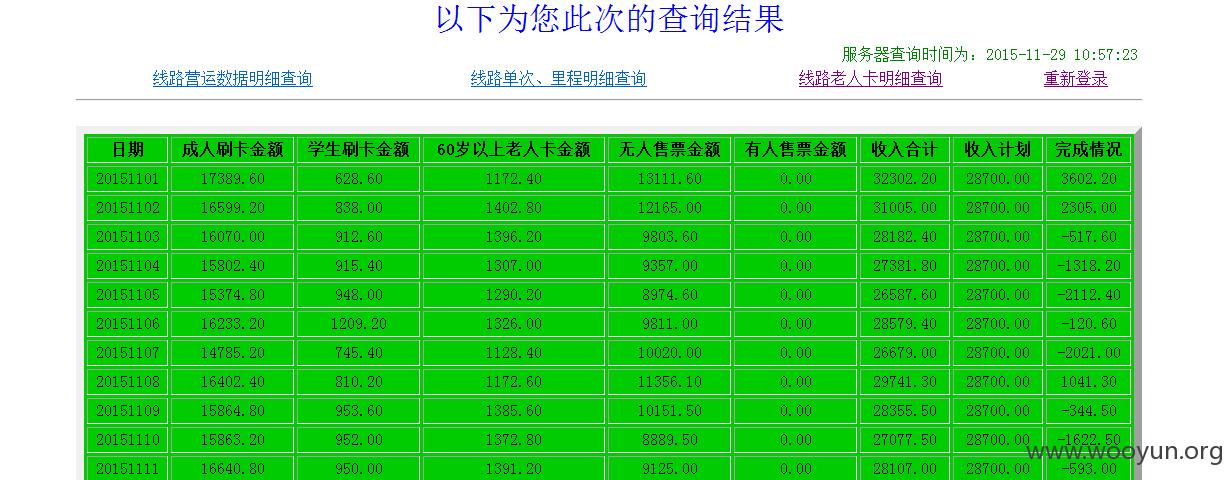 以下为您此次的查询结果
服务器查询时间为: 2015-11-29 10:57:23
线路营运数据明细查询 线路单次、里程明细查询 线路老人卡明细查询 重新登录
日期 成人刷卡金额 学生刷卡金额 60岁以上老人卡金额 无人售票金额 有人售票金额 收入合计 收入计划 完成情况
20151101 17389.60 628.60 1172.40 13111.60 0.00 32302.20 28700.00 3602.20
20151102 16599.20 838.00 1402.80 12165.00 0.00 31005.00 28700.00 2305.00
20151103 16070.00 912.60 1396.20 9803.60 0.00 28182.40 28700.00 -517.60
20151104 15802.40 915.40 1307.00 9357.00 0.00 27381.80 28700.00 -1318.20
20151105 15374.80 948.00 1290.20 8974.60 0.00 26587.60 28700.00 -2112.40
20151106 16233.20 1209.20 1326.00 9811.00 0.00 28579.40 28700.00 -120.60
20151107 14785.20 745.40 1128.40 10020.00 0.00 26679.00 28700.00 -2021.00
20151108 16402.40 810.20 1172.60 11356.10 0.00 29741.30 28700.00 1041.30
20151109 15864.80 953.60 1385.60 10151.50 0.00 28355.50 28700.00 -344.50
20151110 15863.20 952.00 1372.80 8889.50 0.00 27077.50 28700.00 -1622.50
20151111 16640.80 950.00 1391.20 9125.00 0.00 28107.00 28700.00 -593.00
www.wooyun.org